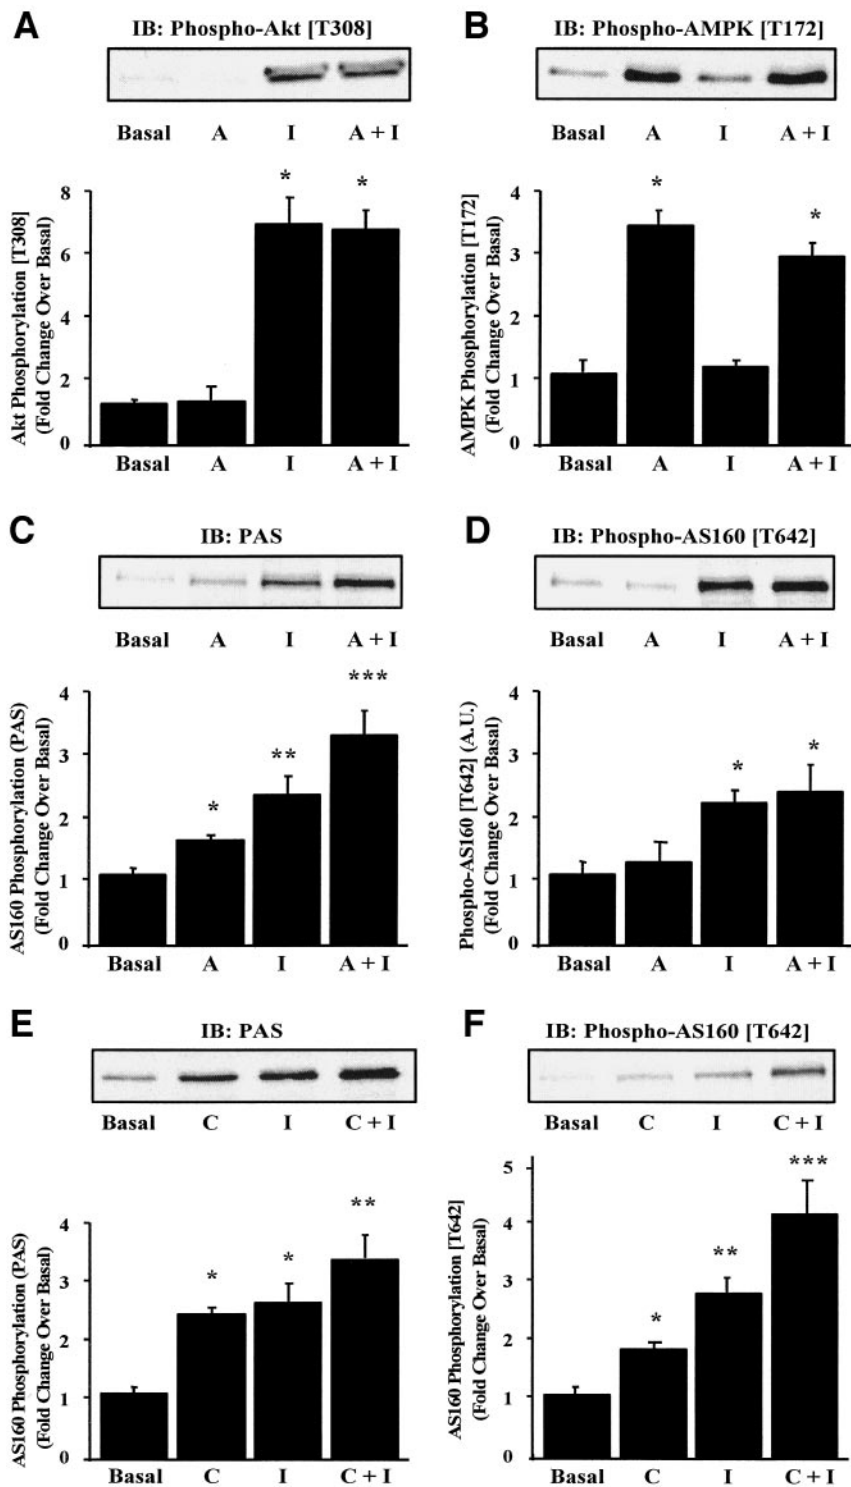 A
IB: Phospho-Akt [T308]
Basal A I A + I
Akt Phosphorylation [T308]
(Fold Change Over Basal)
8
6
4
2
0
* *
Basal A I A + I
B
IB: Phospho-AMPK [T172]
Basal A I A + I
AMPK Phosphorylation [T172]
(Fold Change Over Basal)
4
3
2
1
0
* *
Basal A I A + I
C
IB: PAS
Basal A I A + I
AS160 Phosphorylation (PAS)
(Fold Change Over Basal)
4
3
2
1
0
* ** ***
Basal A I A + I
D
IB: Phospho-AS160 [T642]
Basal A I A + I
Phospho-AS160 [T642] (A.U.)
(Fold Change Over Basal)
4
3
2
1
0
* *
Basal A I A + I
E
IB: PAS
Basal C I C + I
AS160 Phosphorylation (PAS)
(Fold Change Over Basal)
4
3
2
1
0
* * **
Basal C I C + I
F
IB: Phospho-AS160 [T642]
Basal C I C + I
AS160 Phosphorylation [T642]
(Fold Change Over Basal)
5
4
3
2
1
0
* ** ***
Basal C I C + I